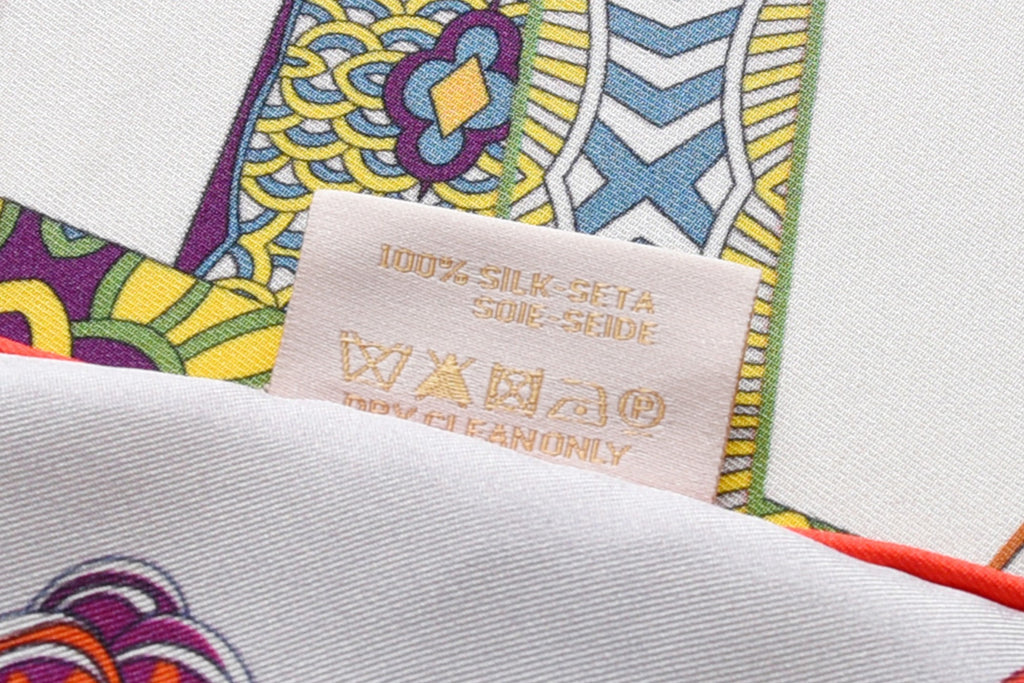 100% SILK-SETA
SOIE-SEIDE
P
DRY CLEAN ONLY